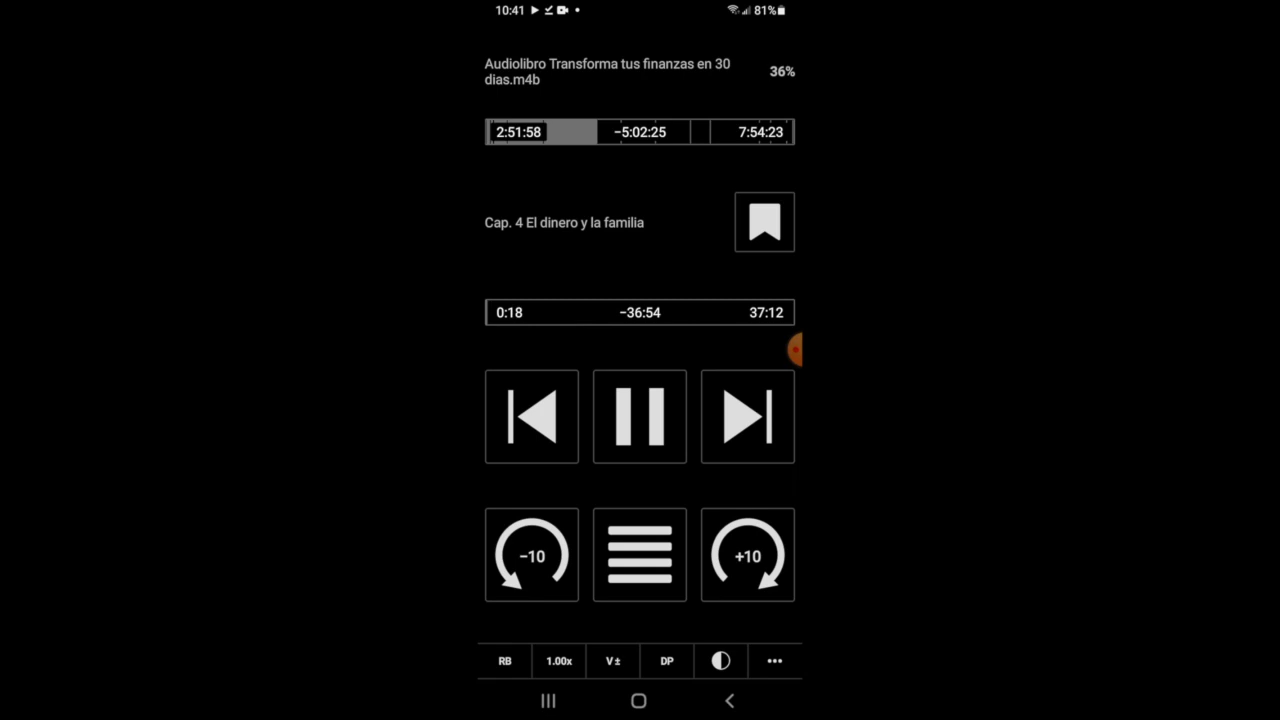 10:41 81%
Audiolibro Transforma tus finanzas en 30
dias.m4b
36%
2:51:58 −5:02:25 7:54:23
Cap. 4 El dinero y la familia
0:18 −36:54 37:12
−10 +10
RB 1.00x V± DP